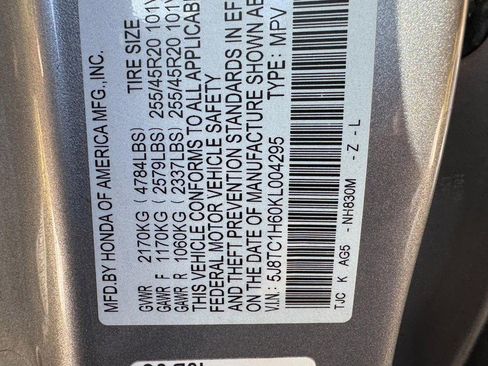 MFD.BY HONDA OF AMERICA MFG.,INC.
TIRE SIZE
GVWR 2170KG ( 4784LBS)
GAWR F 1170KG ( 2579LBS) 255/45R20 101V
GAWR R 1060KG ( 2337LBS) 255/45R20 101V
THIS VEHICLE CONFORMS TO ALL APPLICABLE
FEDERAL MOTOR VEHICLE SAFETY
AND THEFT PREVENTION STANDARDS IN EF
ON THE DATE OF MANUFACTURE SHOWN AB
V.I.N.: 5J8TC1H60KL004295 TYPE: MPV
TJC K AG5 - NH830M - Z - L